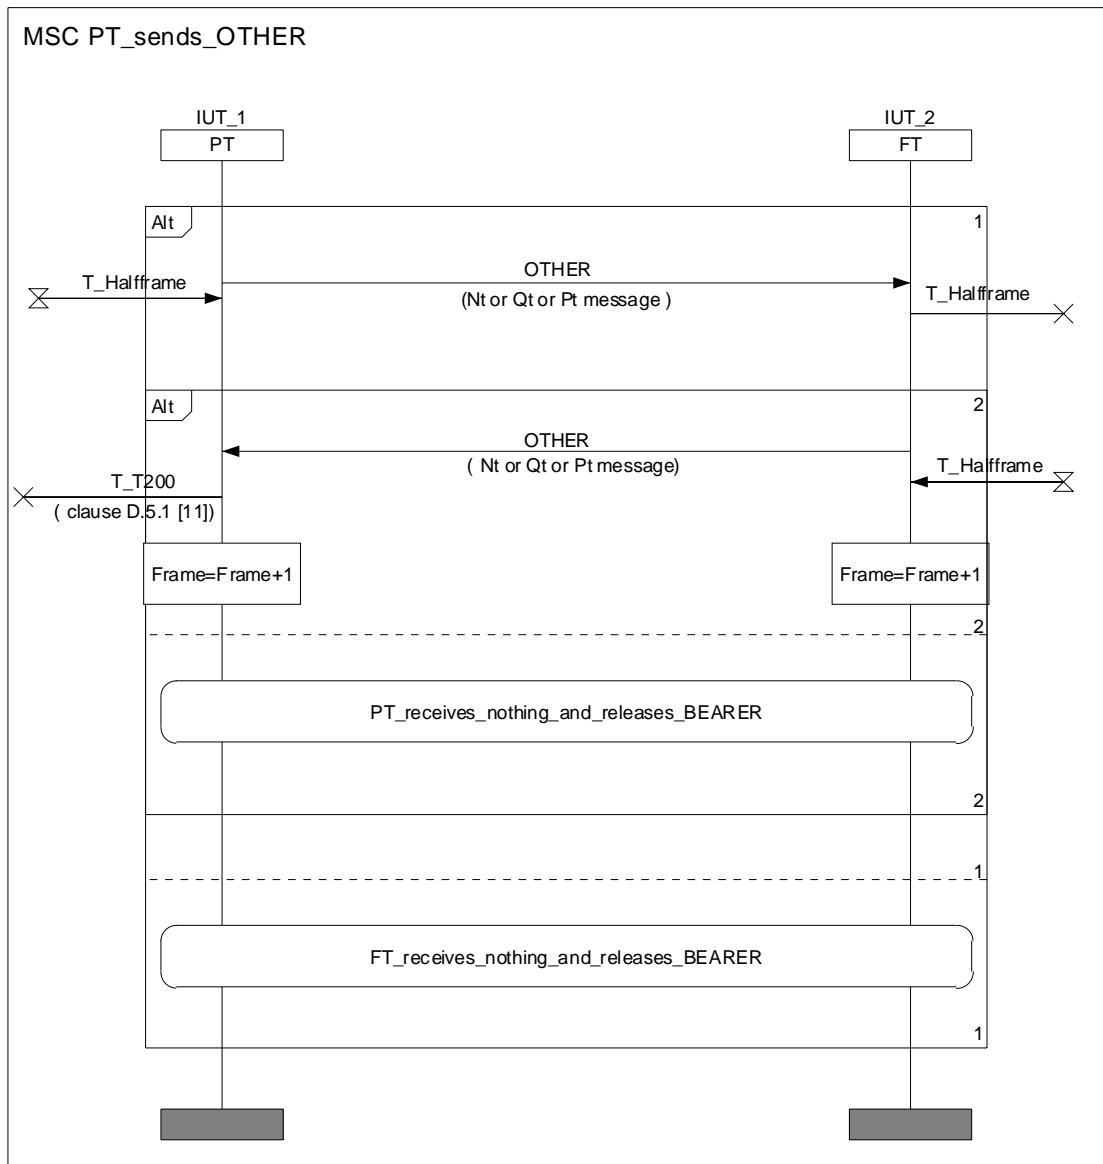 MSC PT_sends_OTHER
IUT_1
IUT_2
PT
FT
Alt
1
OTHER
T_Halfframe
(Nt or Qt or Pt message )
T_Halfframe
Alt
2
OTHER
( Nt or Qt or Pt message)
T_Halfframe
T_T200
( clause D.5.1 [11])
Frame=Frame+1
Frame=Frame+1
2
PT_receives_nothing_and_releases_BEARER
2
1
FT_receives_nothing_and_releases_BEARER
1